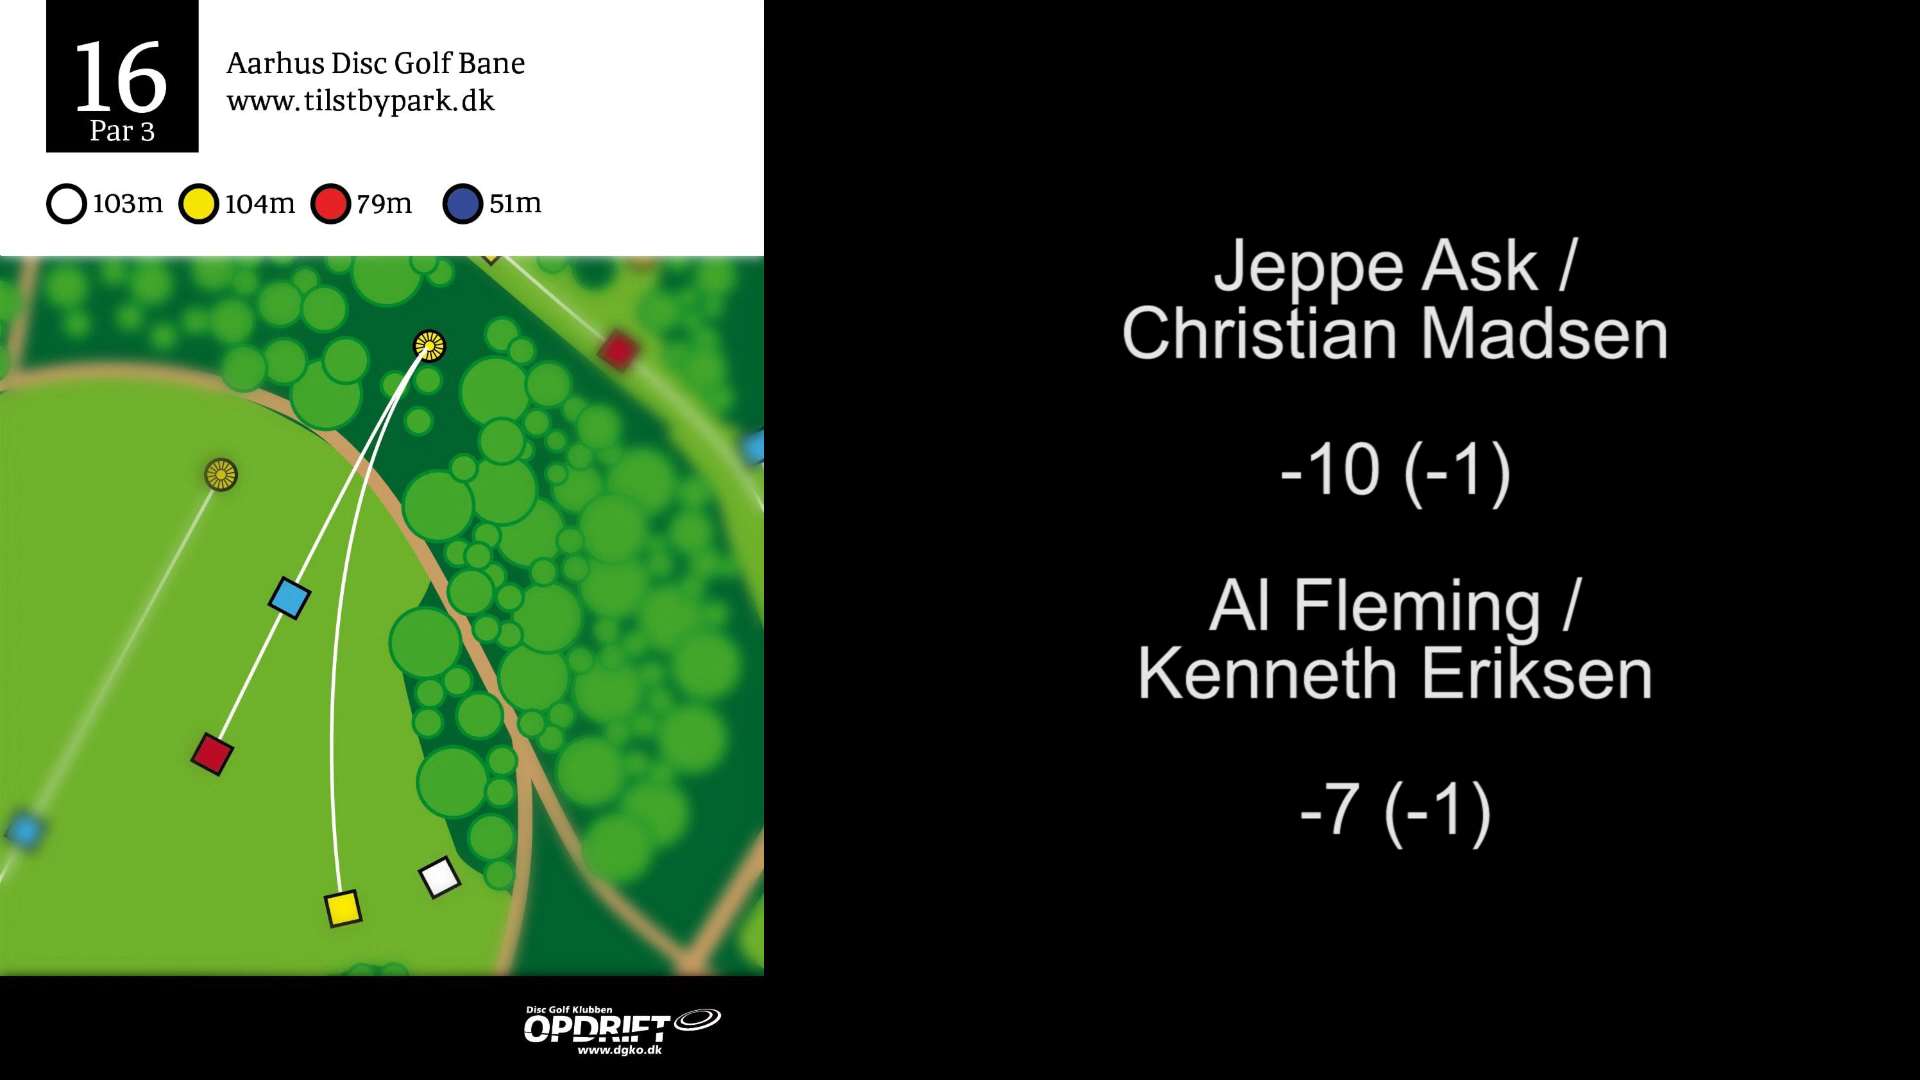 16
Par 3
Aarhus Disc Golf Bane
www.tilstbypark.dk
103m 104m 79m 51m
Jeppe Ask /
Christian Madsen
-10 (-1)
Al Fleming /
Kenneth Eriksen
-7 (-1)
Disc Golf Klubben
OPDRIFT
www.dgko.dk